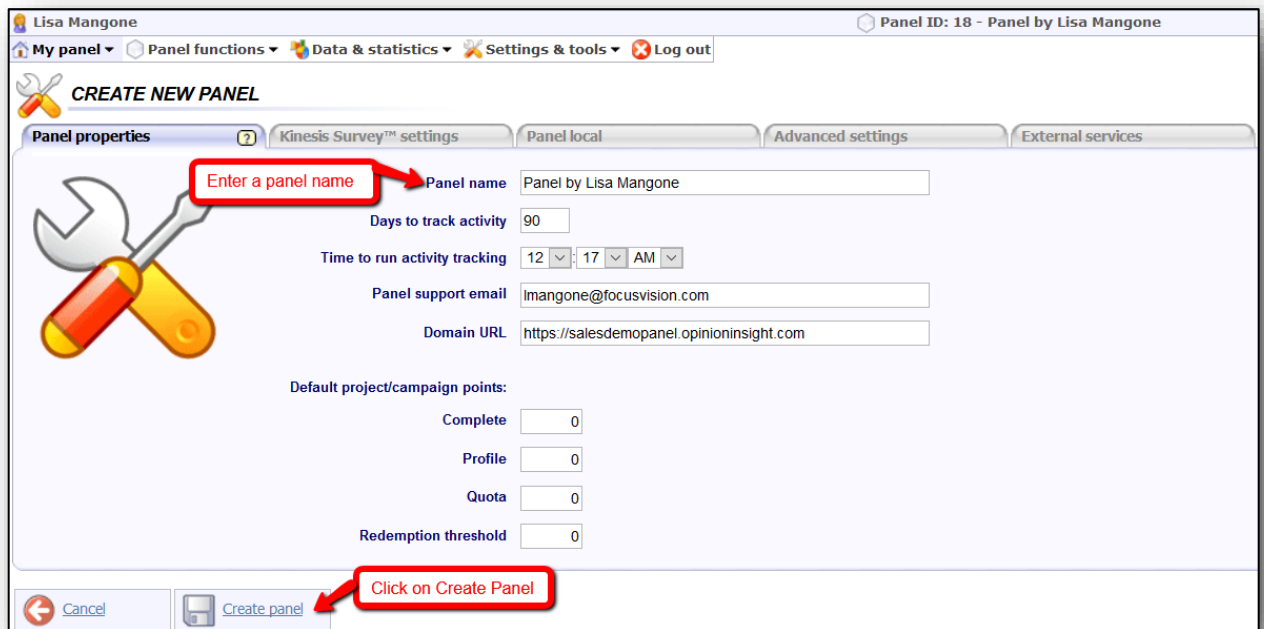 Lisa Mangone Panel ID: 18 - Panel by Lisa Mangone
My panel Panel functions Data & statistics Settings & tools Log out
CREATE NEW PANEL
Panel properties ? Kinesis Survey™ settings Panel local Advanced settings External services
Enter a panel name
Panel name Panel by Lisa Mangone
Days to track activity 90
Time to run activity tracking 12 : 17 AM
Panel support email lmangone@focusvision.com
Domain URL https://salesdemopanel.opinioninsight.com
Default project/campaign points:
Complete 0
Profile 0
Quota 0
Redemption threshold 0
Click on Create Panel
Cancel Create panel